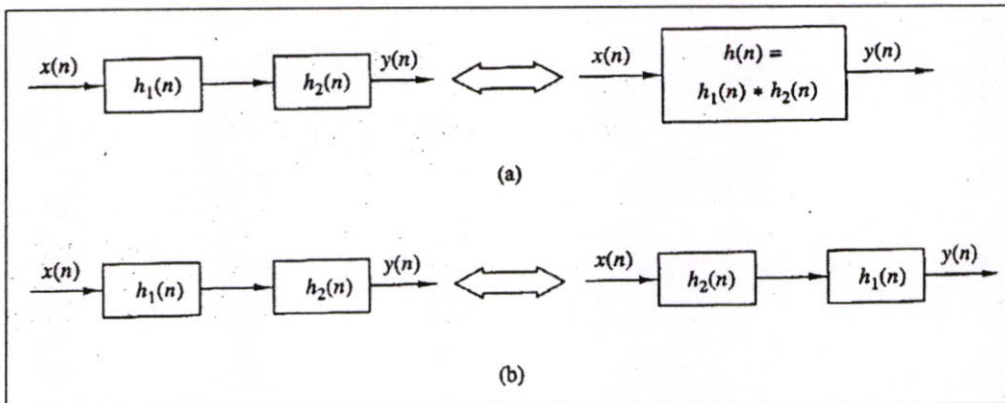 x(n) h₁(n) h₂(n) y(n) x(n) h(n) = h₁(n) * h₂(n) y(n)
(a)
x(n) h₁(n) h₂(n) y(n) x(n) h₂(n) h₁(n) y(n)
(b)